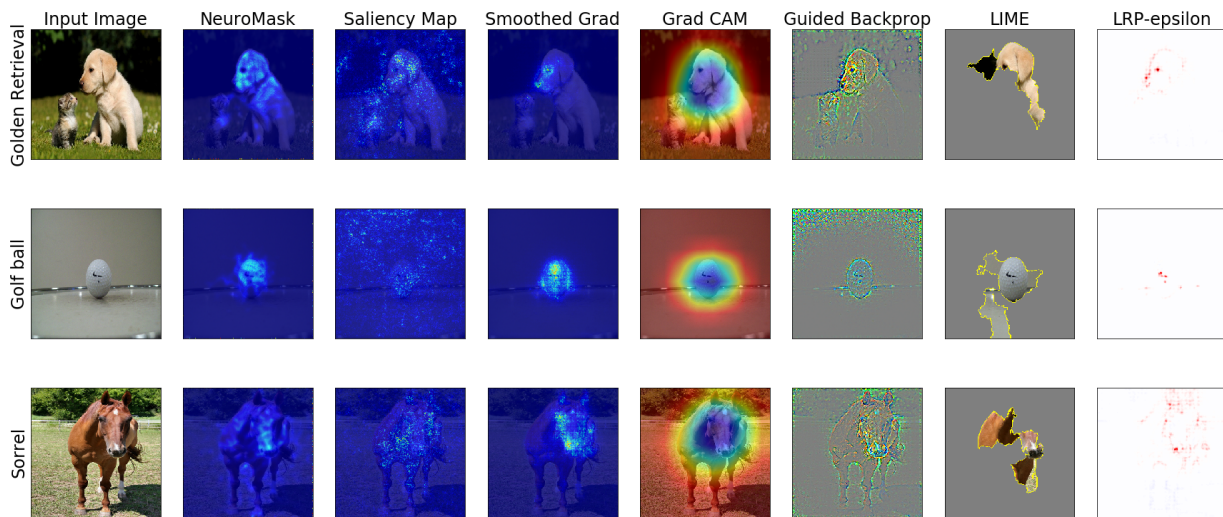 Input Image NeuroMask Saliency Map Smoothed Grad Grad CAM Guided Backprop LIME LRP-epsilon
Golden Retrieval
Golf ball
Sorrel